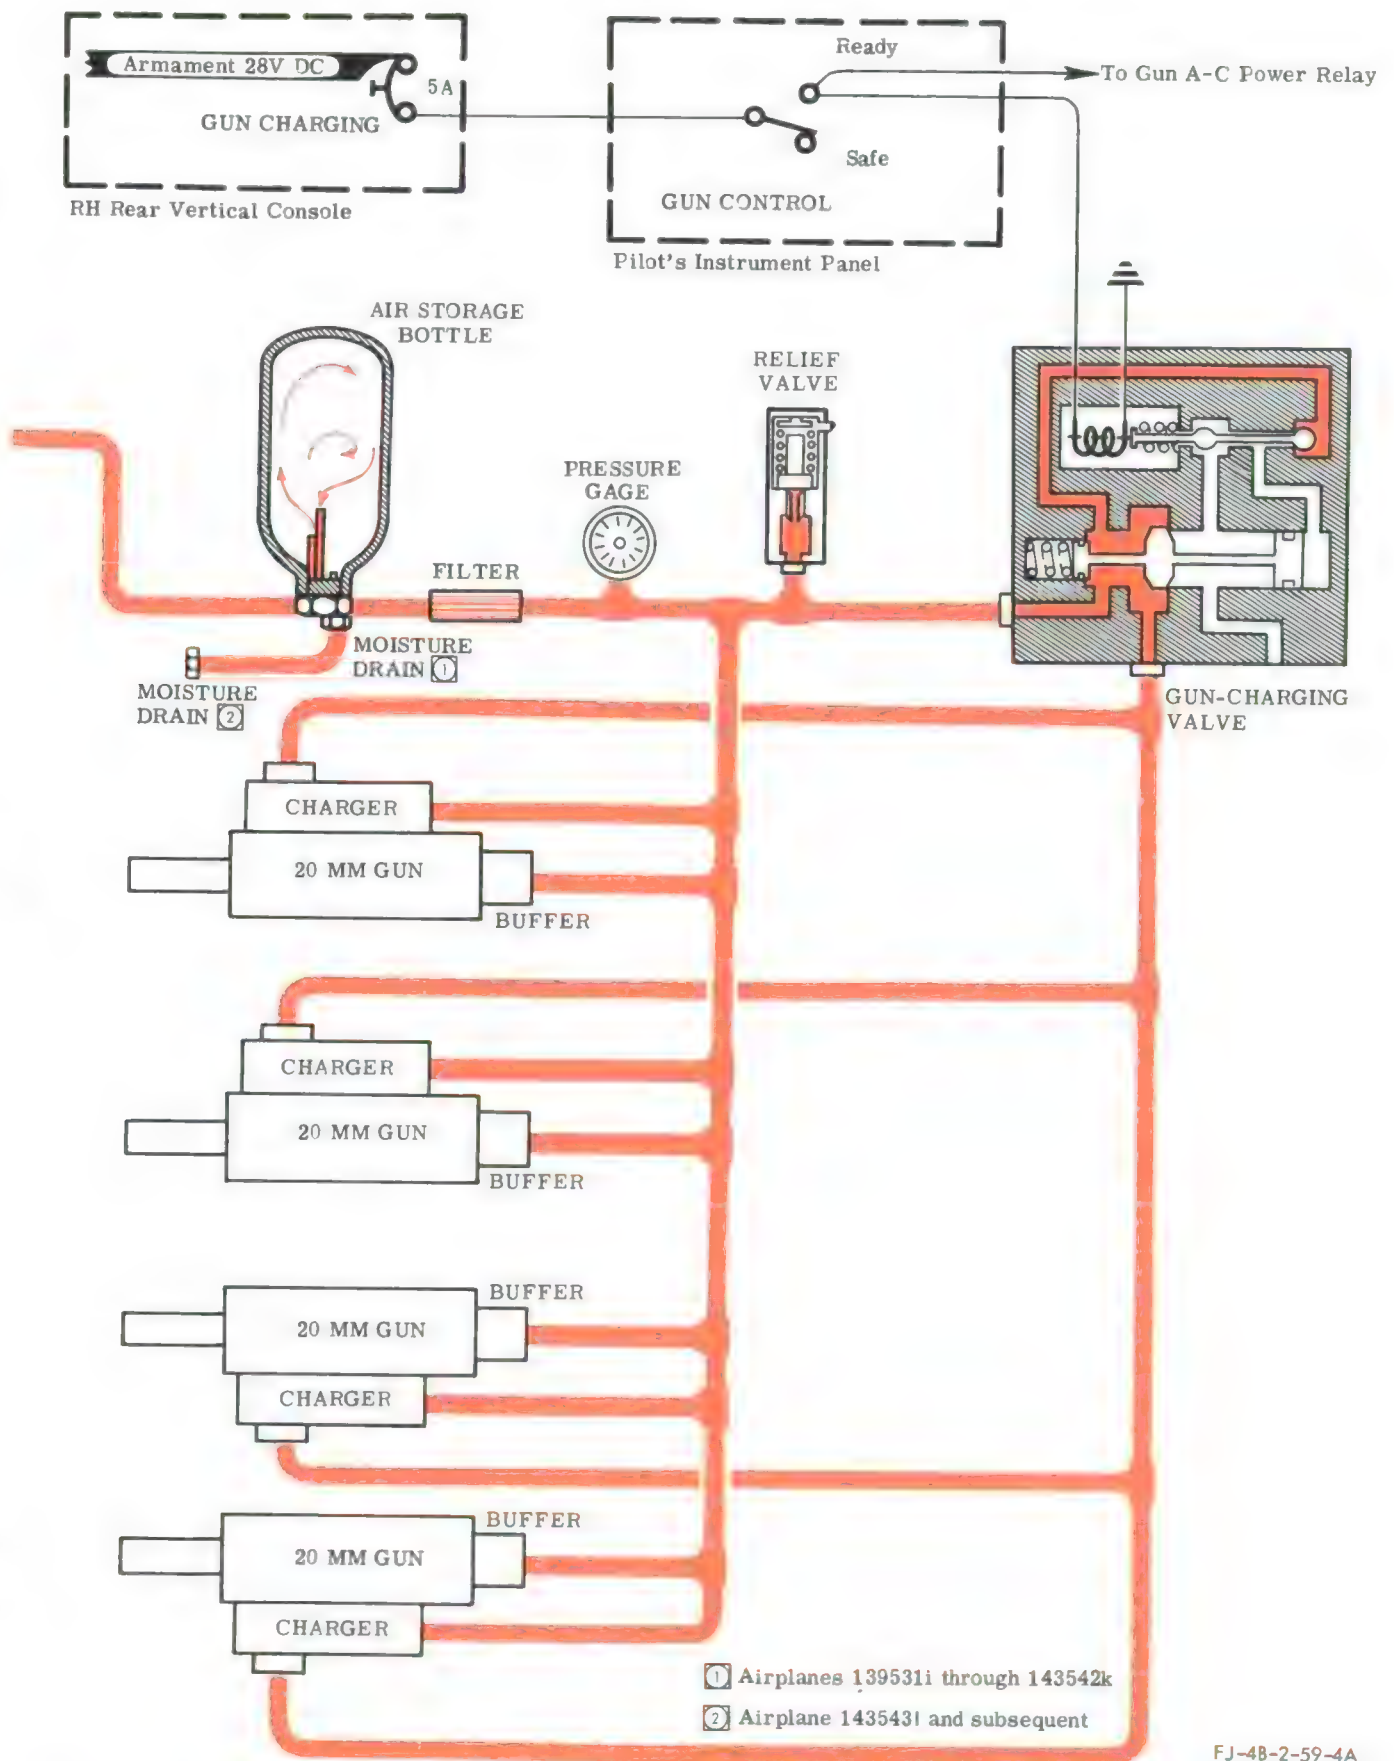 Ready
Armament 28V DC
To Gun A-C Power Relay
5A
GUN CHARGING
Safe
GUN CONTROL
RH Rear Vertical Console
Pilot's Instrument Panel
AIR STORAGE
BOTTLE
RELIEF
VALVE
PRESSURE
GAGE
FILTER
MOISTURE
DRAIN 1
MOISTURE
DRAIN 2
GUN-CHARGING
VALVE
CHARGER
20 MM GUN
BUFFER
CHARGER
20 MM GUN
BUFFER
BUFFER
20 MM GUN
CHARGER
BUFFER
20 MM GUN
CHARGER
1 Airplanes 139531i through 143542k
2 Airplane 143543l and subsequent
FJ-4B-2-59-4A